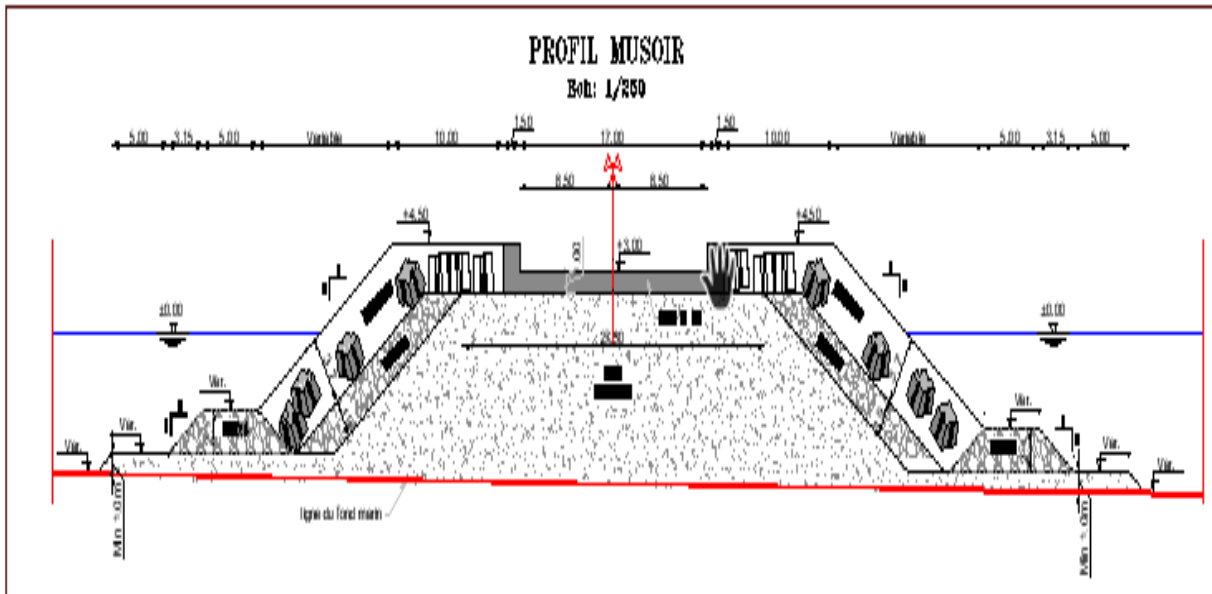 PROFIL MUSOIR
Ech: 1/250
5.00 3.15 5.00 Variable 10.00 1.50 17.00 1.50 10.00 Variable 5.00 3.15 5.00
8.50 8.50
+4.50 +4.50
+3.00
±0.00 ±0.00
Var. Var.
Var. Var.
Var. Var.
ligne du fond marin